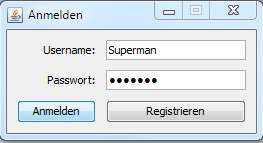 Anmelden
Username: Superman
Passwort: •••••••
Anmelden Registrieren